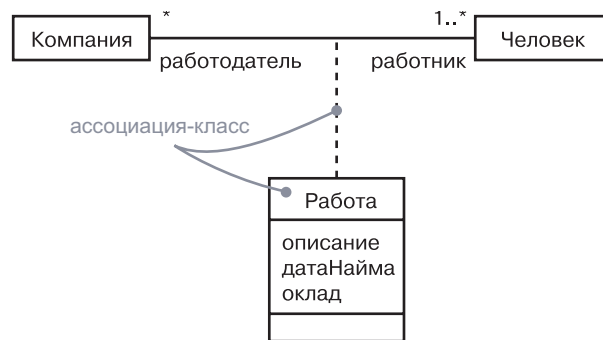 * 1..*
Компания Человек
работодатель работник
ассоциация-класс
Работа
описание
датаНайма
оклад